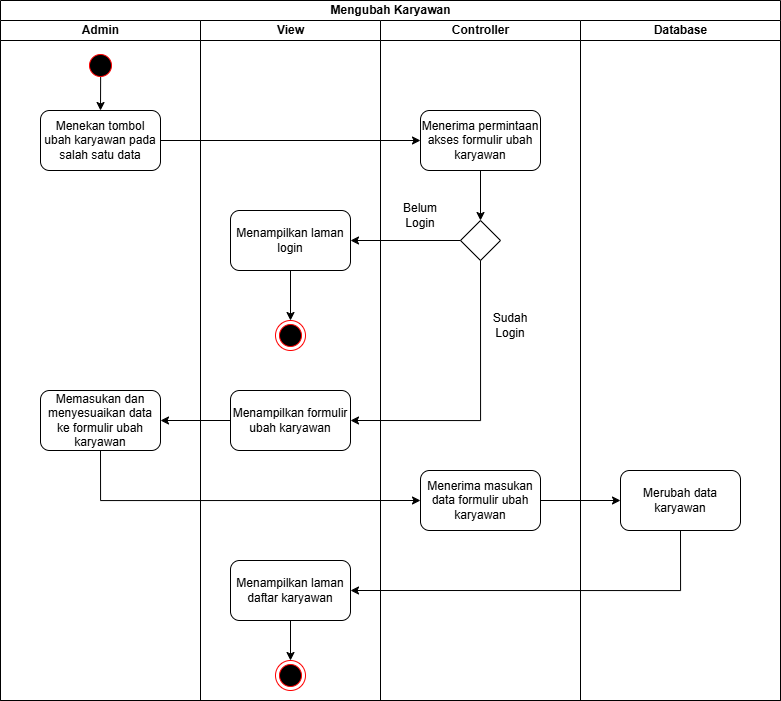 Mengubah Karyawan
Admin
View
Controller
Database
Menekan tombol
ubah karyawan pada
salah satu data
Menerima permintaan
akses formulir ubah
karyawan
Belum
Login
Menampilkan laman
login
Sudah
Login
Memasukan dan
menyesuaikan data
ke formulir ubah
karyawan
Menampilkan formulir
ubah karyawan
Menerima masukan
data formulir ubah
karyawan
Merubah data
karyawan
Menampilkan laman
daftar karyawan